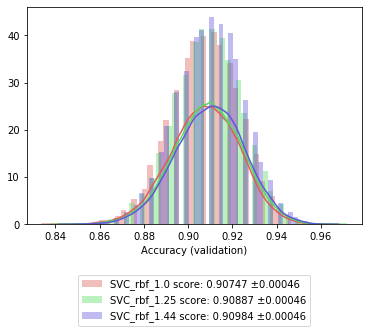 40
30
20
10
0
0.84 0.86 0.88 0.90 0.92 0.94 0.96
Accuracy (validation)
SVC_rbf_1.0 score: 0.90747 ±0.00046
SVC_rbf_1.25 score: 0.90887 ±0.00046
SVC_rbf_1.44 score: 0.90984 ±0.00046